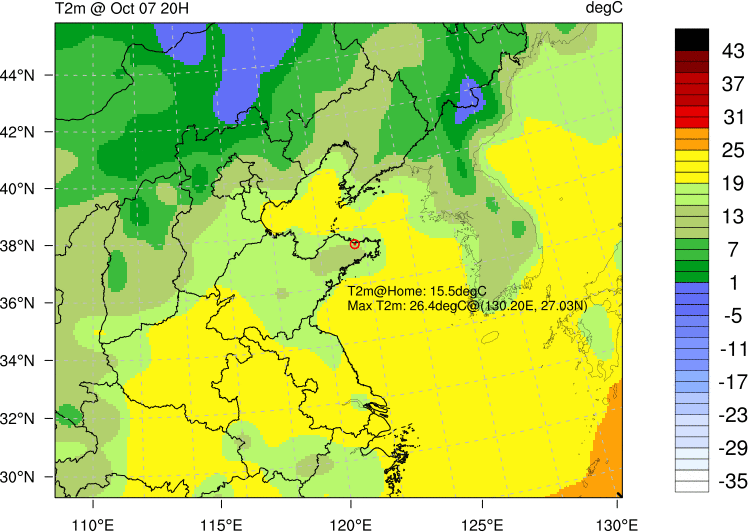 T2m @ Oct 07 20H
degC
44°N
42°N
40°N
38°N
36°N
34°N
32°N
30°N
T2m@Home: 15.5degC
Max T2m: 26.4degC@(130.20E, 27.03N)
110°E
115°E
120°E
125°E
130°E
43
37
31
25
19
13
7
1
-5
-11
-17
-23
-29
-35